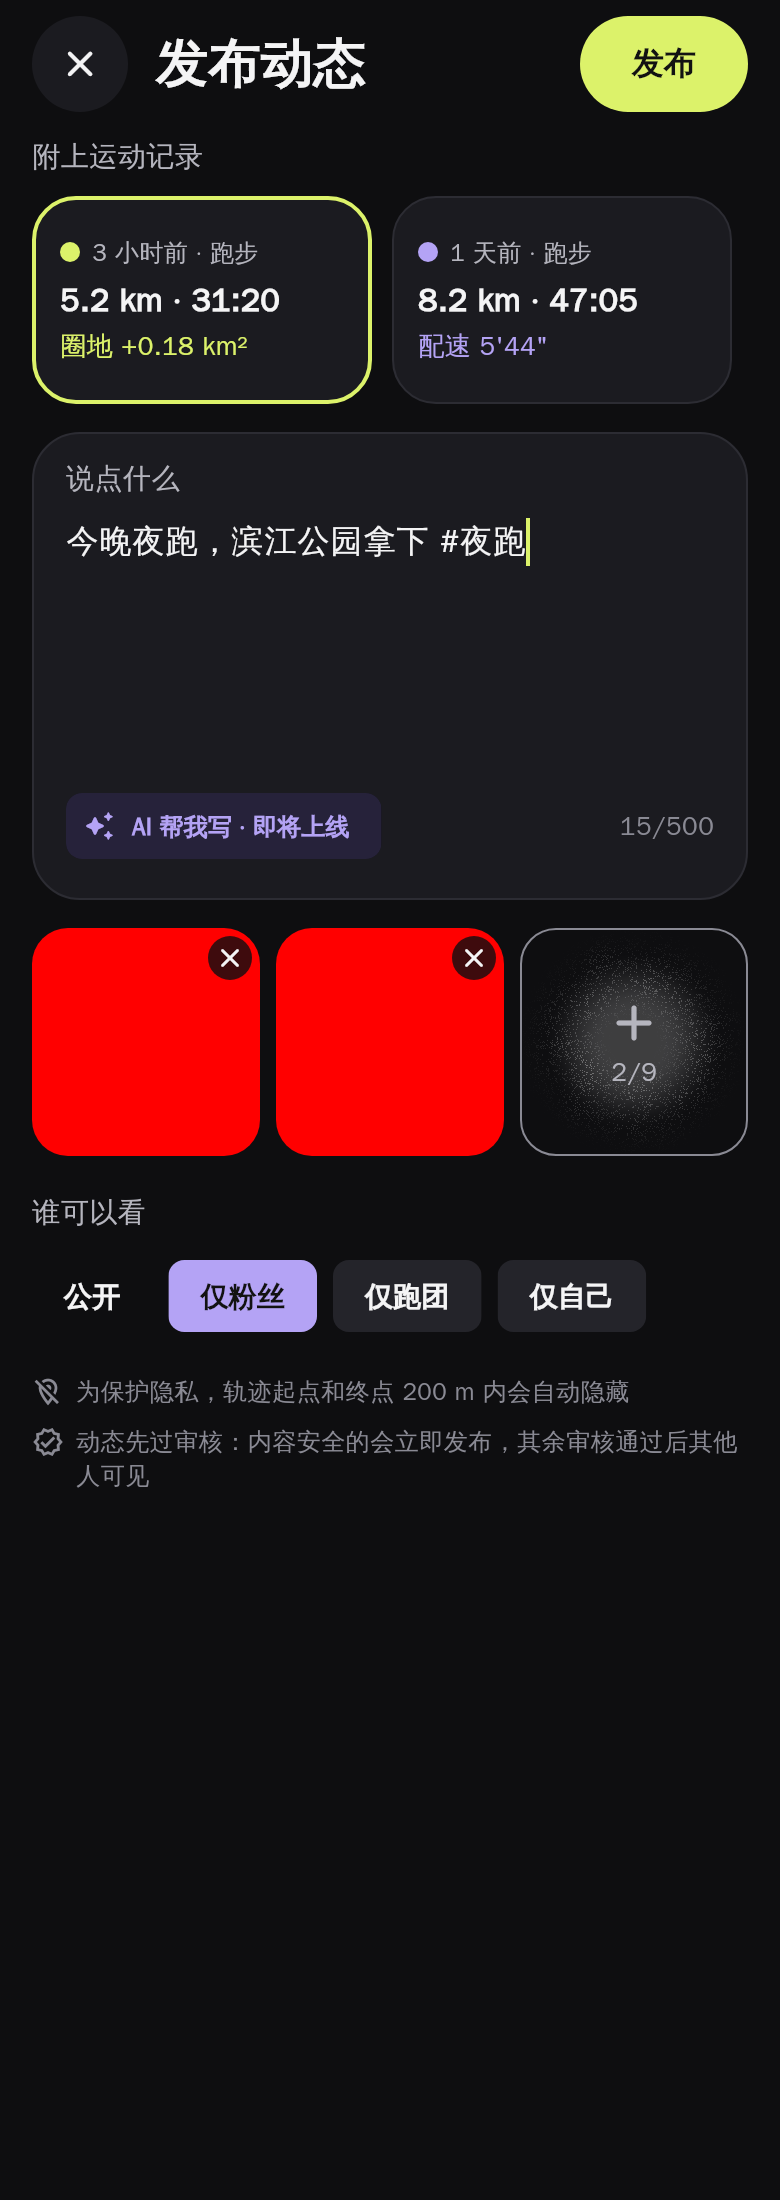 发布动态
发布
附上运动记录
3 小时前 · 跑步
5.2 km · 31:20
圈地 +0.18 km²
1 天前 · 跑步
8.2 km · 47:05
配速 5'44"
说点什么
今晚夜跑，滨江公园拿下 #夜跑
AI 帮我写 · 即将上线
15/500
2/9
谁可以看
公开
仅粉丝
仅跑团
仅自己
为保护隐私，轨迹起点和终点 200 m 内会自动隐藏
动态先过审核：内容安全的会立即发布，其余审核通过后其他
人可见